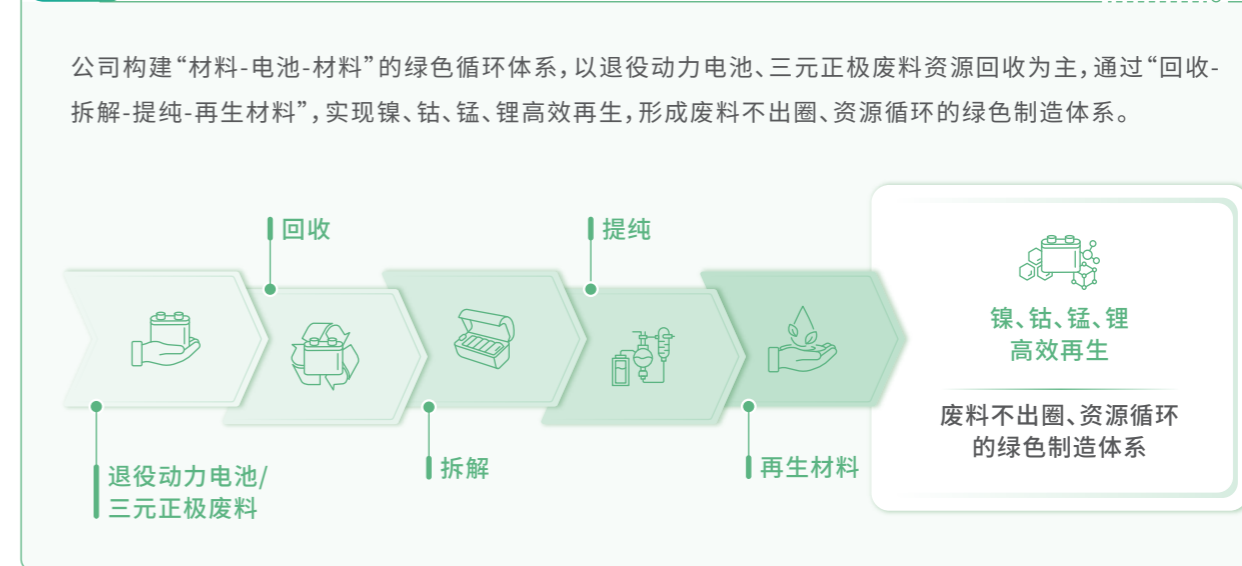 公司构建“材料-电池-材料”的绿色循环体系，以退役动力电池、三元正极废料资源回收为主，通过“回收-
拆解-提纯-再生材料”，实现镍、钴、锰、锂高效再生，形成废料不出圈、资源循环的绿色制造体系。
退役动力电池/
三元正极废料
回收
拆解
提纯
再生材料
镍、钴、锰、锂
高效再生
废料不出圈、资源循环
的绿色制造体系